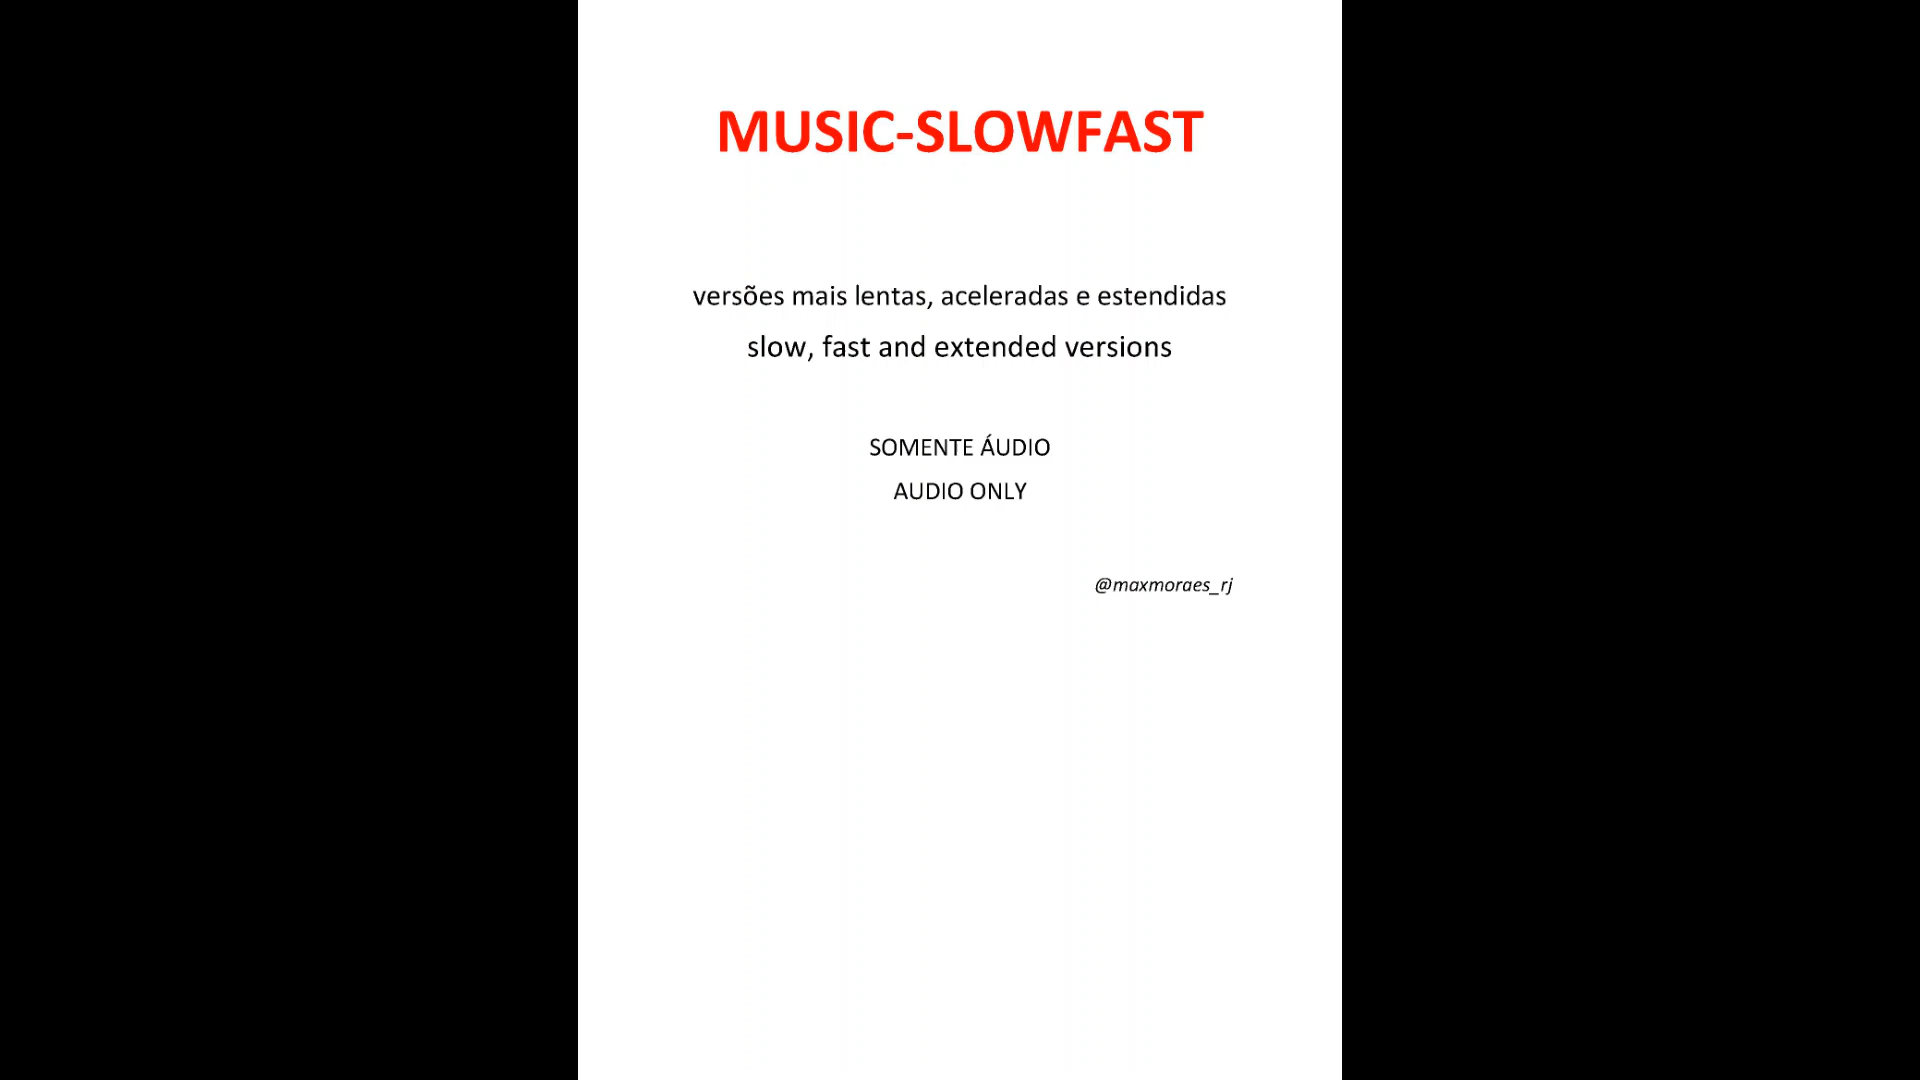 MUSIC-SLOWFAST
versões mais lentas, aceleradas e estendidas
slow, fast and extended versions
SOMENTE ÁUDIO
AUDIO ONLY
@maxmoraes_rj